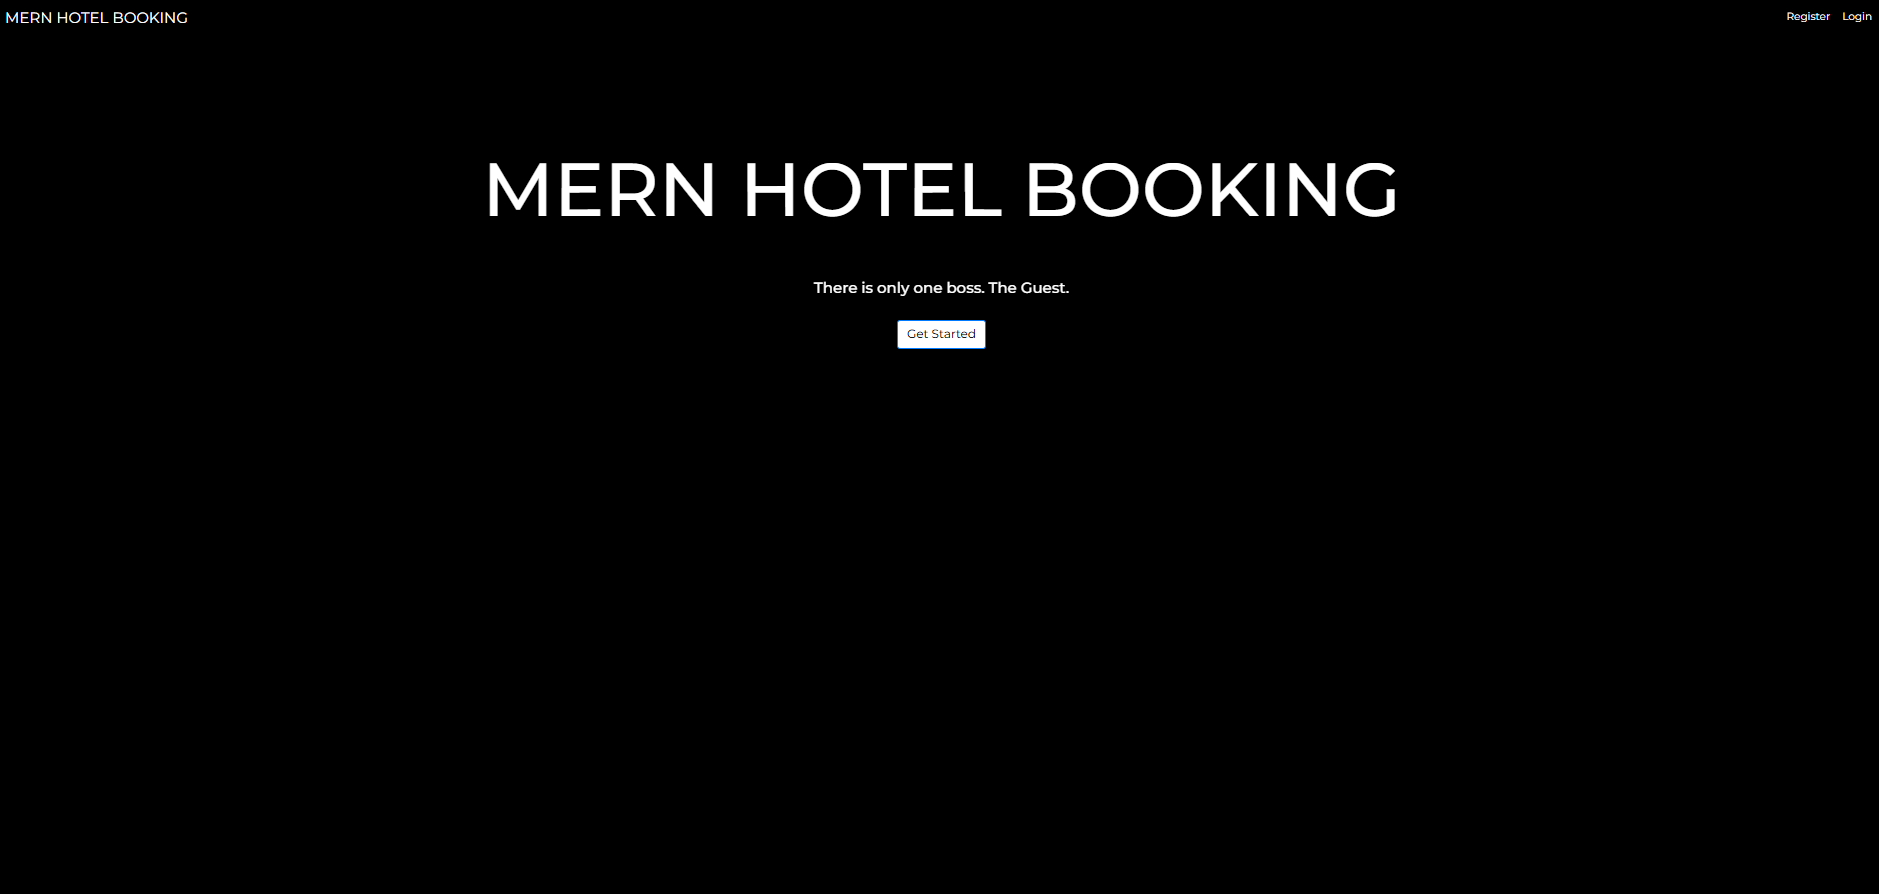 MERN HOTEL BOOKING
Register Login
MERN HOTEL BOOKING
There is only one boss. The Guest.
Get Started